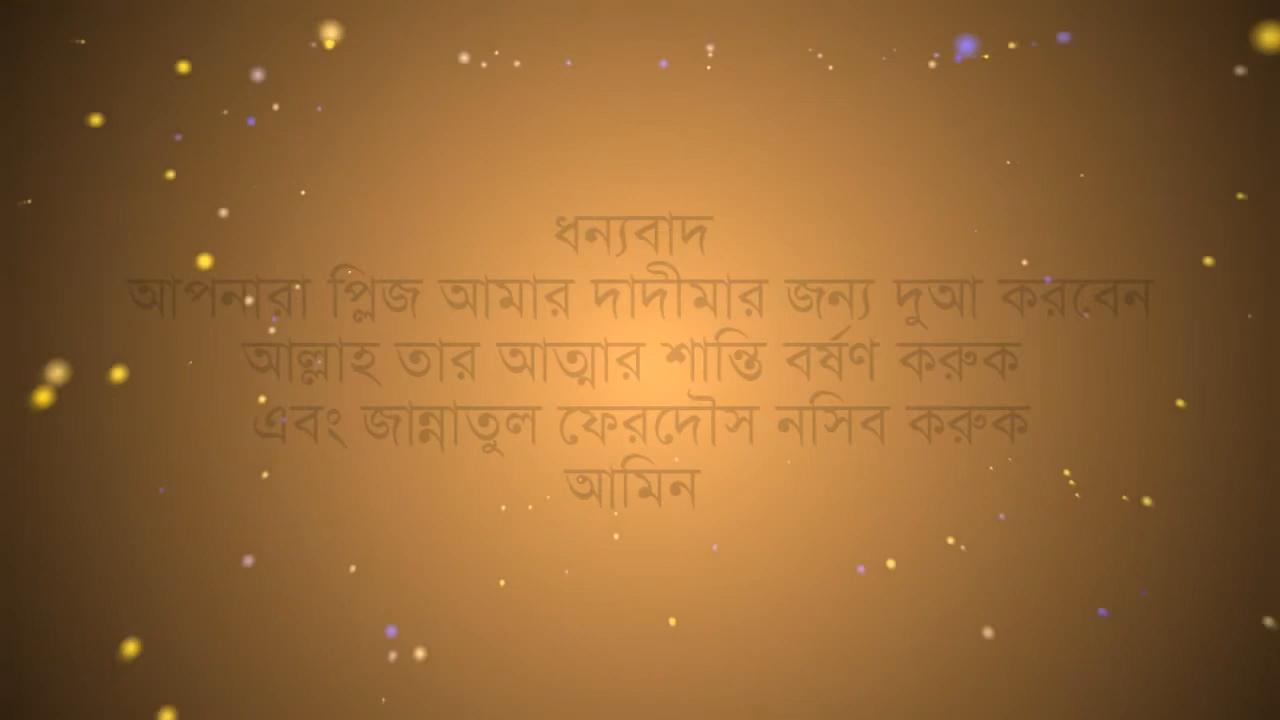 ধন্যবাদ
আপনারা প্লিজ আমার দাদীমার জন্য দুআ করবেন
আল্লাহ তার আত্মার শান্তি বর্ষণ করুক
এবং জান্নাতুল ফেরদৌস নসিব করুক
আমিন